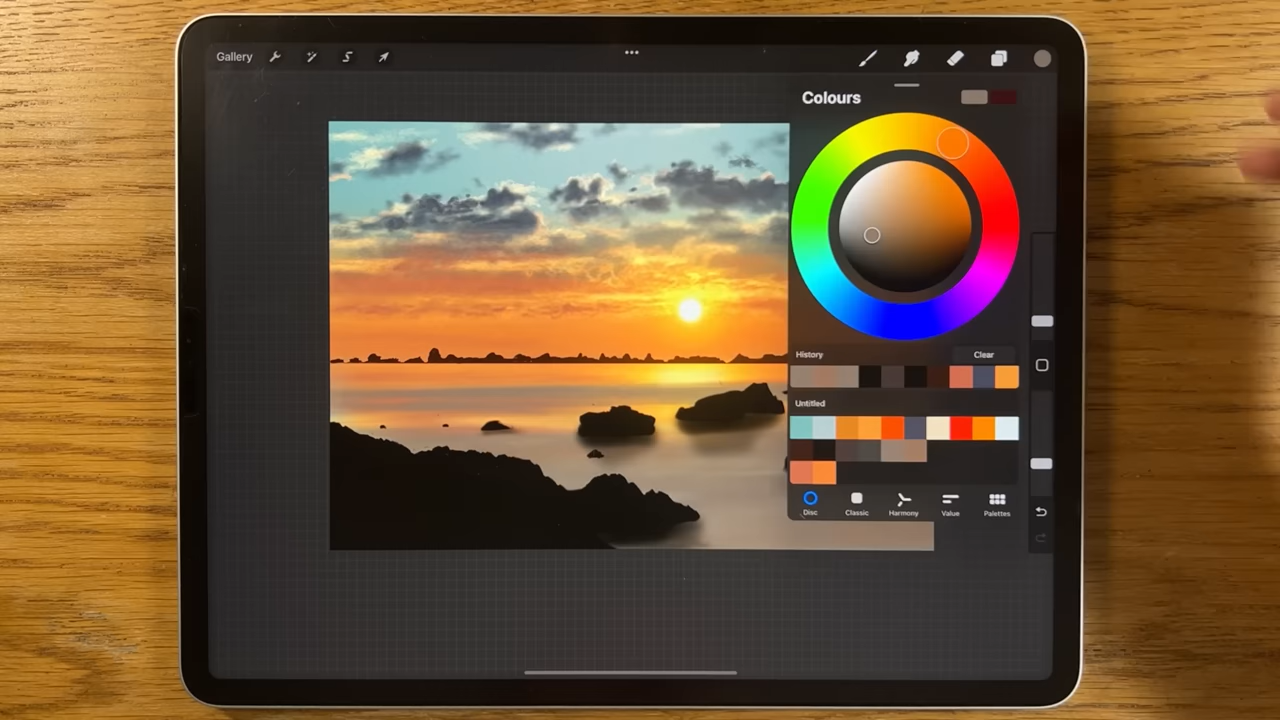 Gallery
Colours
History
Clear
Untitled
Disc
Classic
Harmony
Value
Palettes